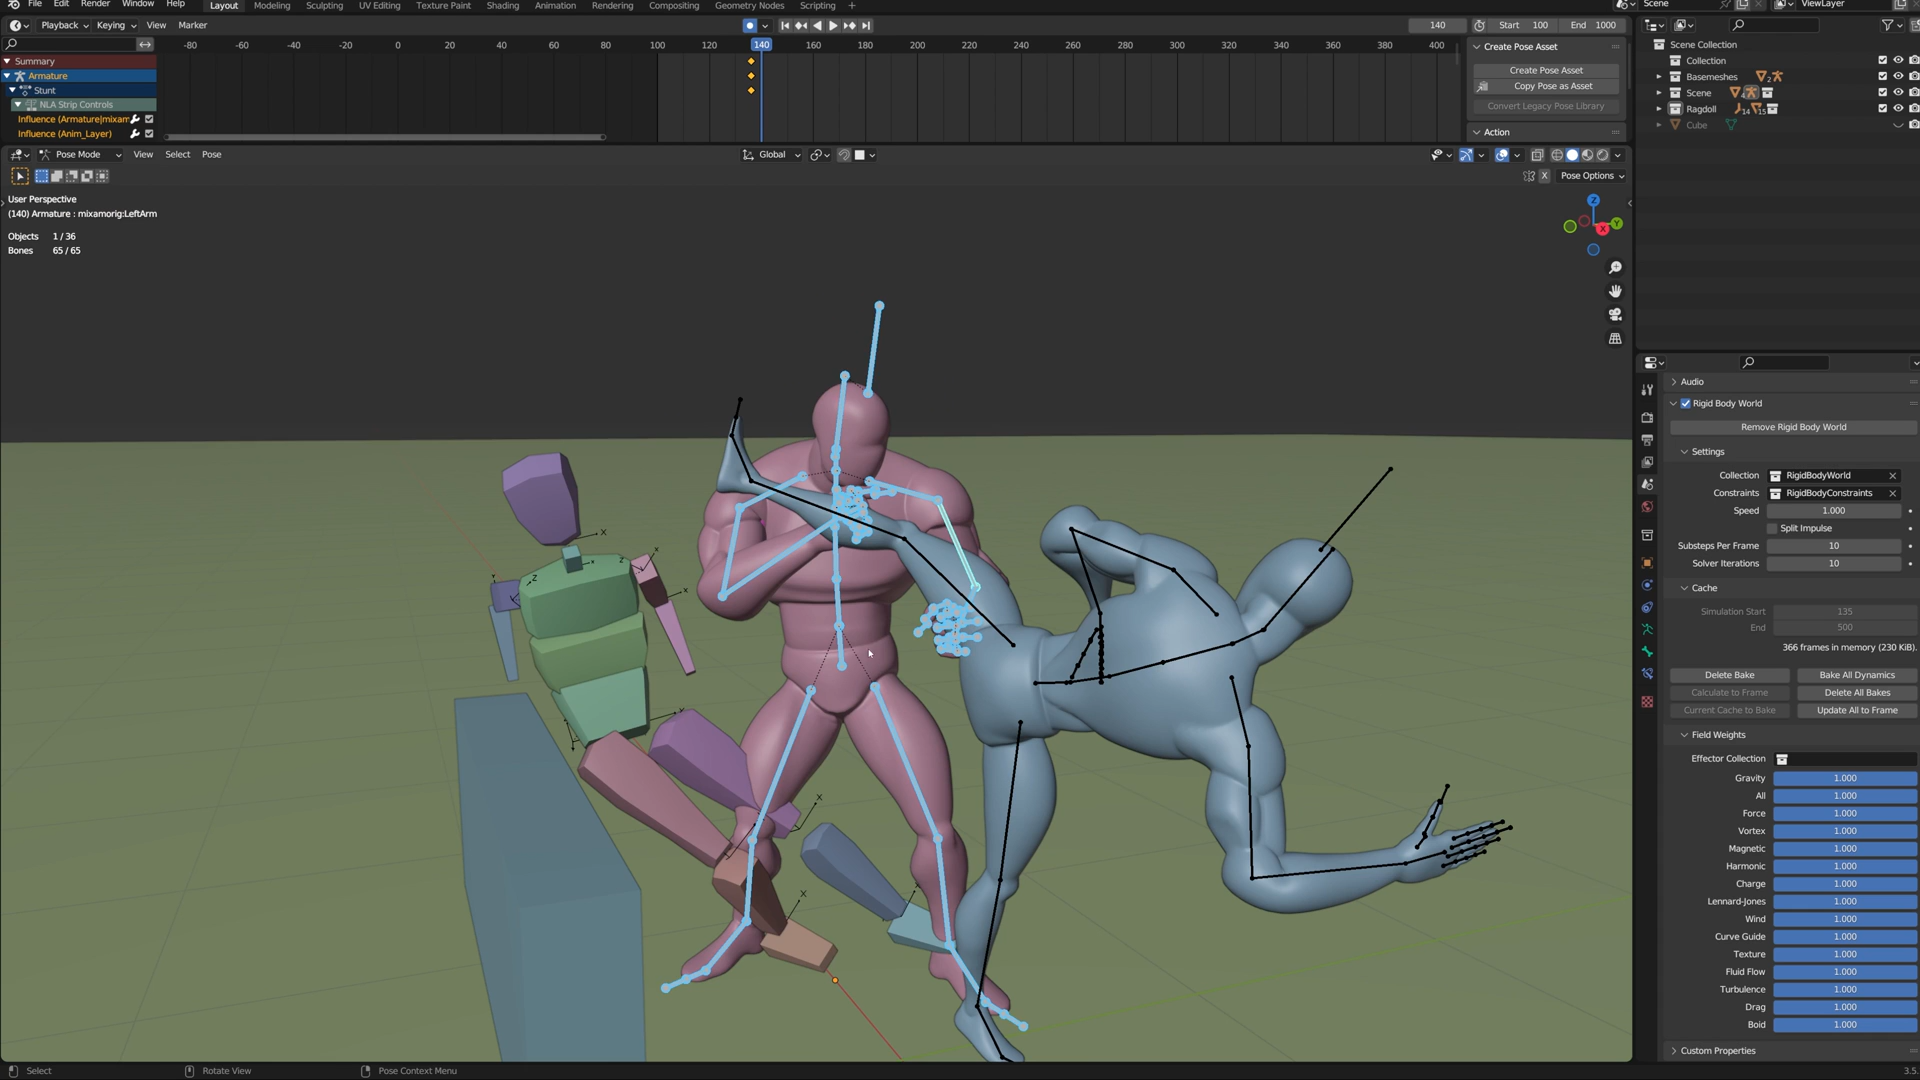 File Edit Render Window Help Layout Modeling Sculpting UV Editing Texture Paint Shading Animation Rendering Compositing Geometry Nodes Scripting + Scene ViewLayer
Playback Keying View Marker 140 Start 100 End 1000
-80 -60 -40 -20 0 20 40 60 80 100 120 140 160 180 200 220 240 260 280 300 320 340 360 380 400
Summary
Armature
Stunt
NLA Strip Controls
Influence (Armature|mixam
Influence (Anim_Layer)
Create Pose Asset
Create Pose Asset
Copy Pose as Asset
Convert Legacy Pose Library
Action
Scene Collection
Collection
Basemeshes 2
Scene
Ragdoll 14 15
Cube
Pose Mode View Select Pose Global
X Pose Options
User Perspective
(140) Armature : mixamorig:LeftArm
Objects 1 / 36
Bones 65 / 65
Z
Y
X
Audio
Rigid Body World
Remove Rigid Body World
Settings
Collection RigidBodyWorld
Constraints RigidBodyConstraints
Speed 1.000
Split Impulse
Substeps Per Frame 10
Solver Iterations 10
Cache
Simulation Start 135
End 500
366 frames in memory (230 KiB).
Delete Bake Bake All Dynamics
Calculate to Frame Delete All Bakes
Current Cache to Bake Update All to Frame
Field Weights
Effector Collection
Gravity 1.000
All 1.000
Force 1.000
Vortex 1.000
Magnetic 1.000
Harmonic 1.000
Charge 1.000
Lennard-Jones 1.000
Wind 1.000
Curve Guide 1.000
Texture 1.000
Fluid Flow 1.000
Turbulence 1.000
Drag 1.000
Boid 1.000
Custom Properties
Select Rotate View Pose Context Menu 3.5.